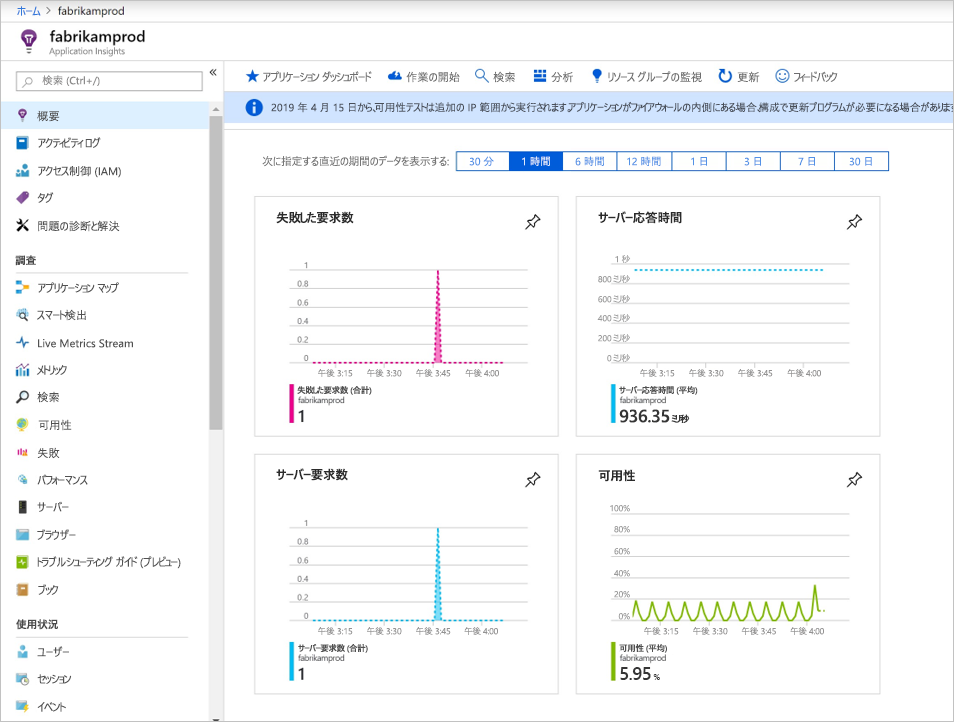 ホーム > fabrikamprod
fabrikamprod
Application Insights
検索 (Ctrl+/)
«
概要
アクティビティ ログ
アクセス制御 (IAM)
タグ
問題の診断と解決
調査
アプリケーション マップ
スマート検出
Live Metrics Stream
メトリック
検索
可用性
失敗
パフォーマンス
サーバー
ブラウザー
トラブルシューティング ガイド (プレビュー)
ブック
使用状況
ユーザー
セッション
イベント
アプリケーション ダッシュボード 作業の開始 検索 分析 リソース グループの監視 更新 フィードバック
2019 年 4 月 15 日から、可用性テストは追加の IP 範囲から実行されます。アプリケーションがファイアウォールの内側にある場合、構成で更新プログラムが必要になる場合があります
次に指定する直近の期間のデータを表示する: 30 分 1 時間 6 時間 12 時間 1 日 3 日 7 日 30 日
失敗した要求数
1
0.8
0.6
0.4
0.2
0
午後 3:15 午後 3:30 午後 3:45 午後 4:00
失敗した要求数 (合計)
fabrikamprod
1
サーバー応答時間
1 秒
800 ミリ秒
600 ミリ秒
400 ミリ秒
200 ミリ秒
0 ミリ秒
午後 3:15 午後 3:30 午後 3:45 午後 4:00
サーバー応答時間 (平均)
fabrikamprod
936.35 ミリ秒
サーバー要求数
1
0.8
0.6
0.4
0.2
0
午後 3:15 午後 3:30 午後 3:45 午後 4:00
サーバー要求数 (合計)
fabrikamprod
1
可用性
100%
80%
60%
40%
20%
0%
午後 3:15 午後 3:30 午後 3:45 午後 4:00
可用性 (平均)
fabrikamprod
5.95 %